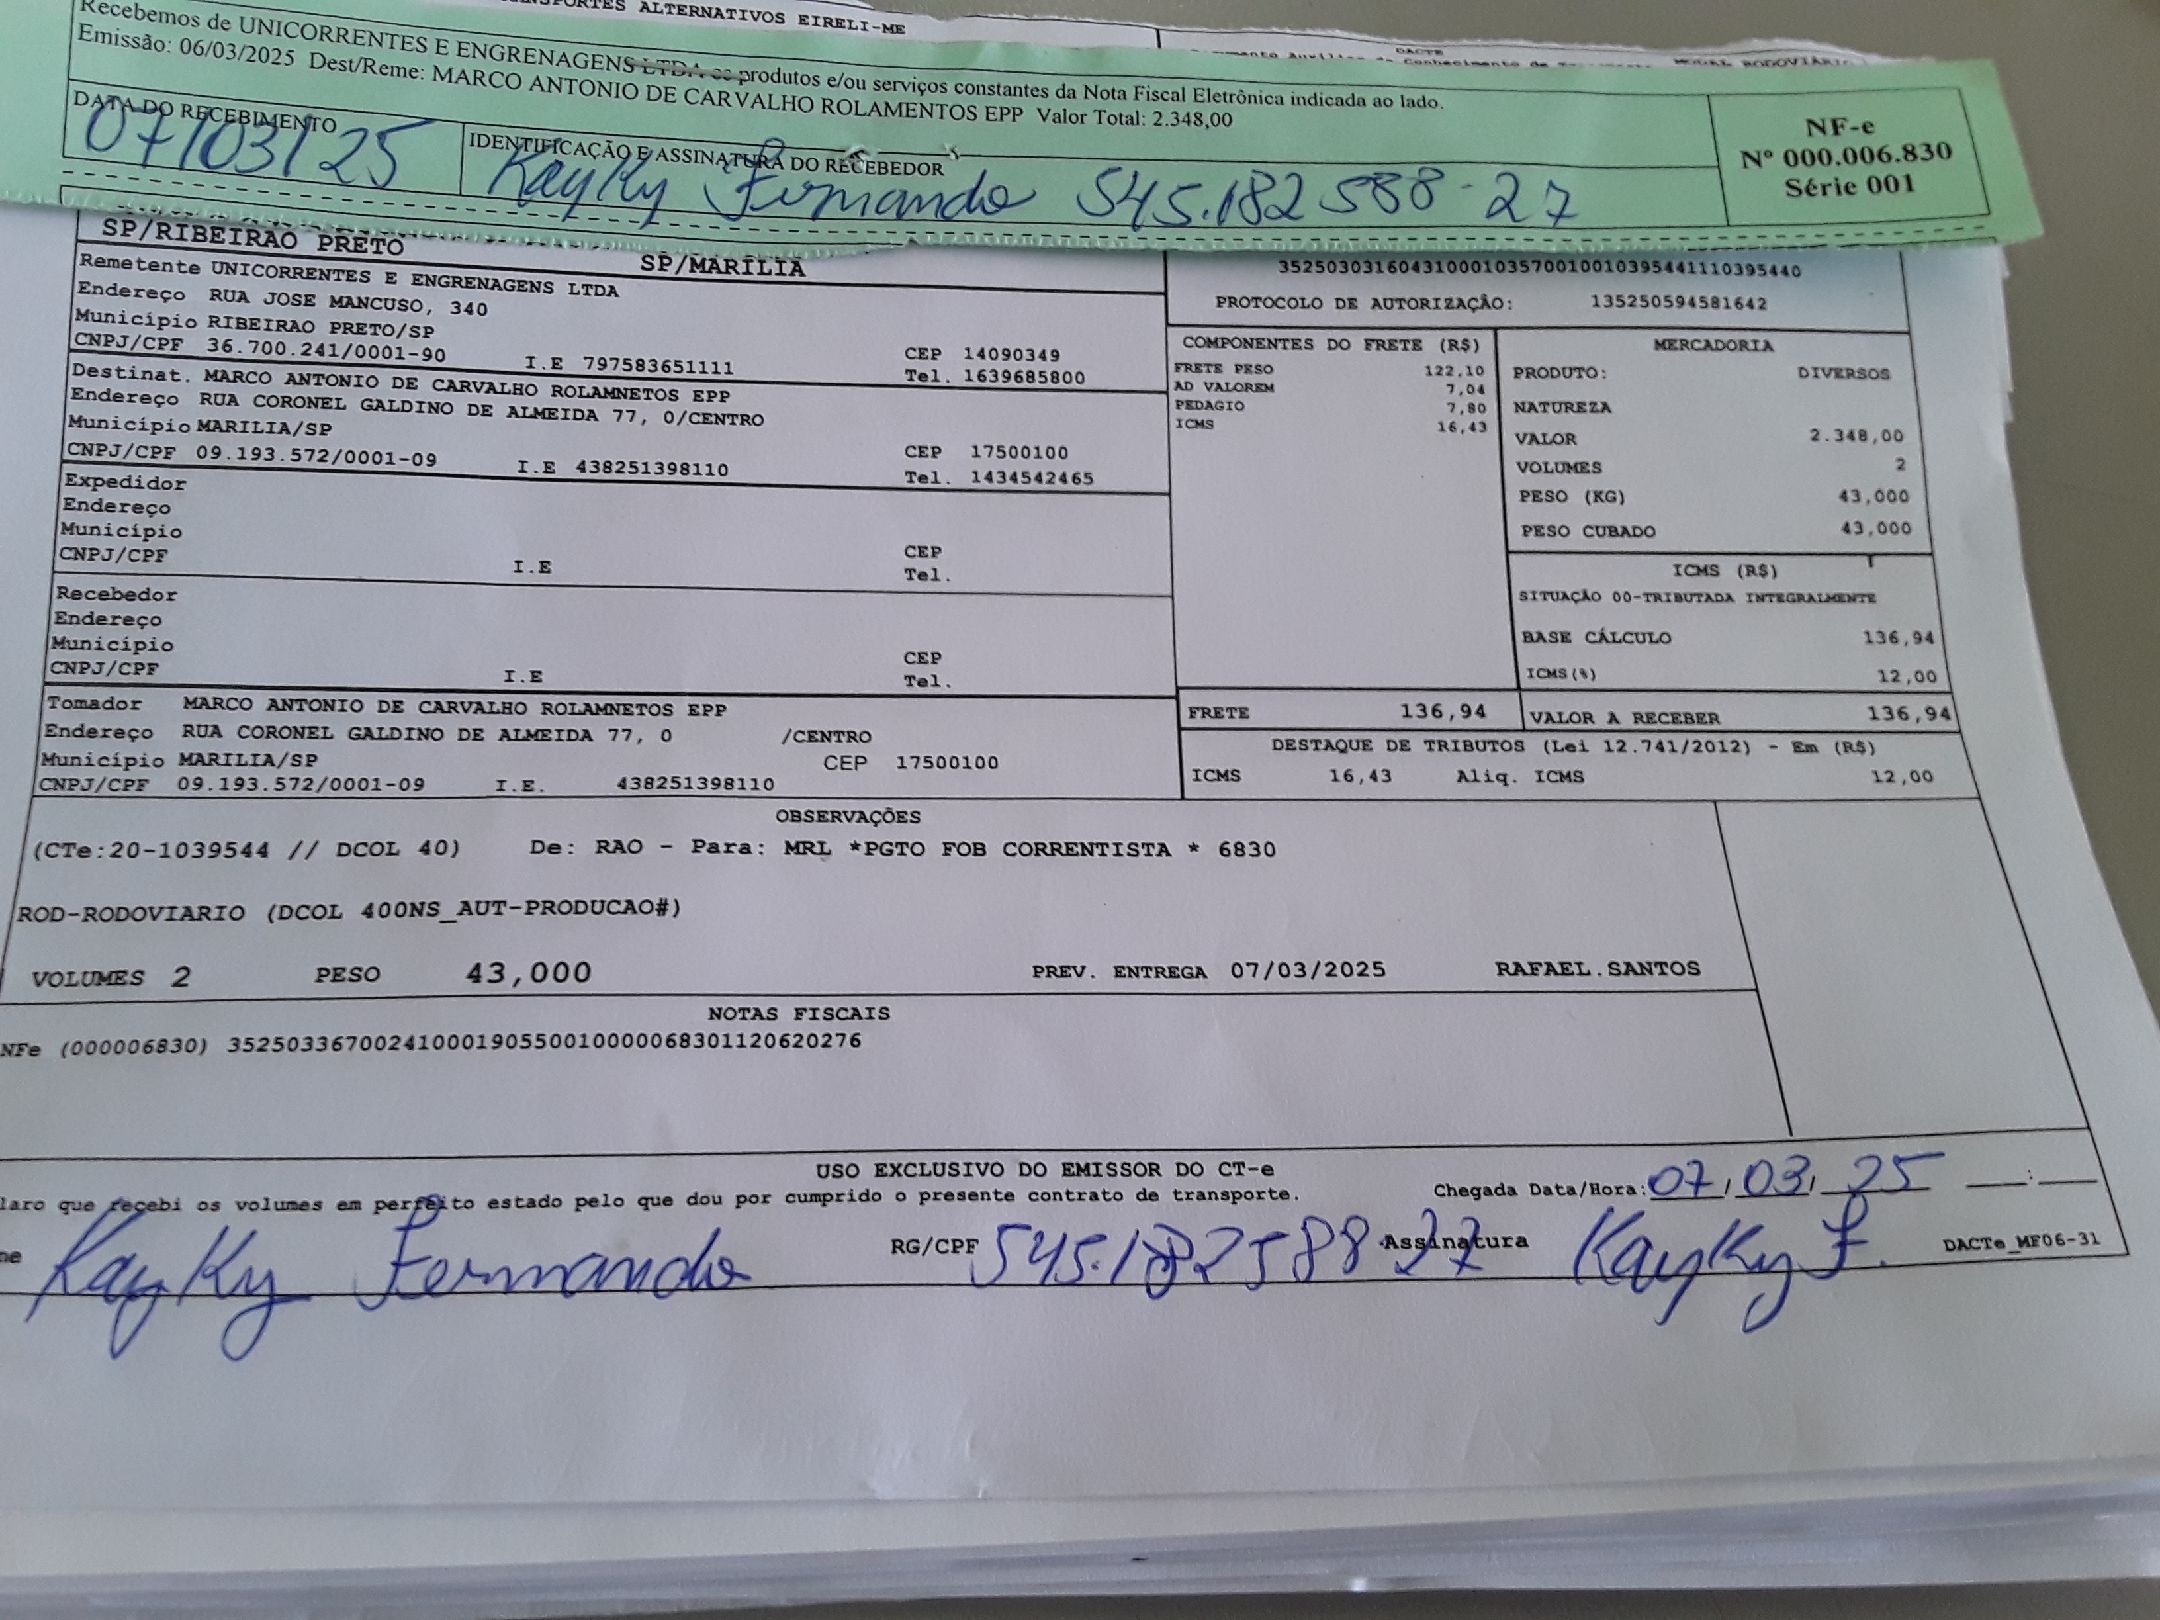 TRANSPORTES ALTERNATIVOS EIRELI-ME
DACTE
Recebemos de UNICORRENTES E ENGRENAGENS LTDA os produtos e/ou serviços constantes da Nota Fiscal Eletrônica indicada ao lado.
Emissão: 06/03/2025 Dest/Reme: MARCO ANTONIO DE CARVALHO ROLAMENTOS EPP Valor Total: 2.348,00
DATA DO RECEBIMENTO
07/03/25
IDENTIFICAÇÃO E ASSINATURA DO RECEBEDOR
Kayky Fernando 545.182588-27
NF-e
Nº 000.006.830
Série 001
SP/RIBEIRAO PRETO SP/MARILIA
Remetente UNICORRENTES E ENGRENAGENS LTDA
Endereço RUA JOSE MANCUSO, 340
Município RIBEIRAO PRETO/SP
CNPJ/CPF 36.700.241/0001-90 I.E 797583651111
CEP 14090349
Tel. 1639685800
Destinat. MARCO ANTONIO DE CARVALHO ROLAMNETOS EPP
Endereço RUA CORONEL GALDINO DE ALMEIDA 77, 0/CENTRO
Município MARILIA/SP
CNPJ/CPF 09.193.572/0001-09 I.E 438251398110
CEP 17500100
Tel. 1434542465
Expedidor
Endereço
Município
CNPJ/CPF I.E
CEP
Tel.
Recebedor
Endereço
Município
CNPJ/CPF I.E
CEP
Tel.
Tomador MARCO ANTONIO DE CARVALHO ROLAMNETOS EPP
Endereço RUA CORONEL GALDINO DE ALMEIDA 77, 0 /CENTRO
Município MARILIA/SP CEP 17500100
CNPJ/CPF 09.193.572/0001-09 I.E. 438251398110
35250303160431000103570010010395441110395440
PROTOCOLO DE AUTORIZAÇÃO: 135250594581642
COMPONENTES DO FRETE (R$)
FRETE PESO 122,10
AD VALOREM 7,04
PEDAGIO 7,80
ICMS 16,43
MERCADORIA
PRODUTO: DIVERSOS
NATUREZA
VALOR 2.348,00
VOLUMES 2
PESO (KG) 43,000
PESO CUBADO 43,000
ICMS (R$)
SITUAÇÃO 00-TRIBUTADA INTEGRALMENTE
BASE CÁLCULO 136,94
ICMS(%) 12,00
FRETE 136,94
VALOR A RECEBER 136,94
DESTAQUE DE TRIBUTOS (Lei 12.741/2012) - Em (R$)
ICMS 16,43 Aliq. ICMS 12,00
OBSERVAÇÕES
(CTe:20-1039544 // DCOL 40) De: RAO - Para: MRL *PGTO FOB CORRENTISTA * 6830
ROD-RODOVIARIO (DCOL 400NS_AUT-PRODUCAO#)
VOLUMES 2 PESO 43,000 PREV. ENTREGA 07/03/2025 RAFAEL.SANTOS
NOTAS FISCAIS
NFe (000006830) 35250336700241000190550010000068301120620276
USO EXCLUSIVO DO EMISSOR DO CT-e
laro que recebi os volumes em perfeito estado pelo que dou por cumprido o presente contrato de transporte. Chegada Data/Hora: 07/03/25 __:__
me Kayky Fernando RG/CPF 545.182588-27 Assinatura Kayky F. DACTe_MF06-31